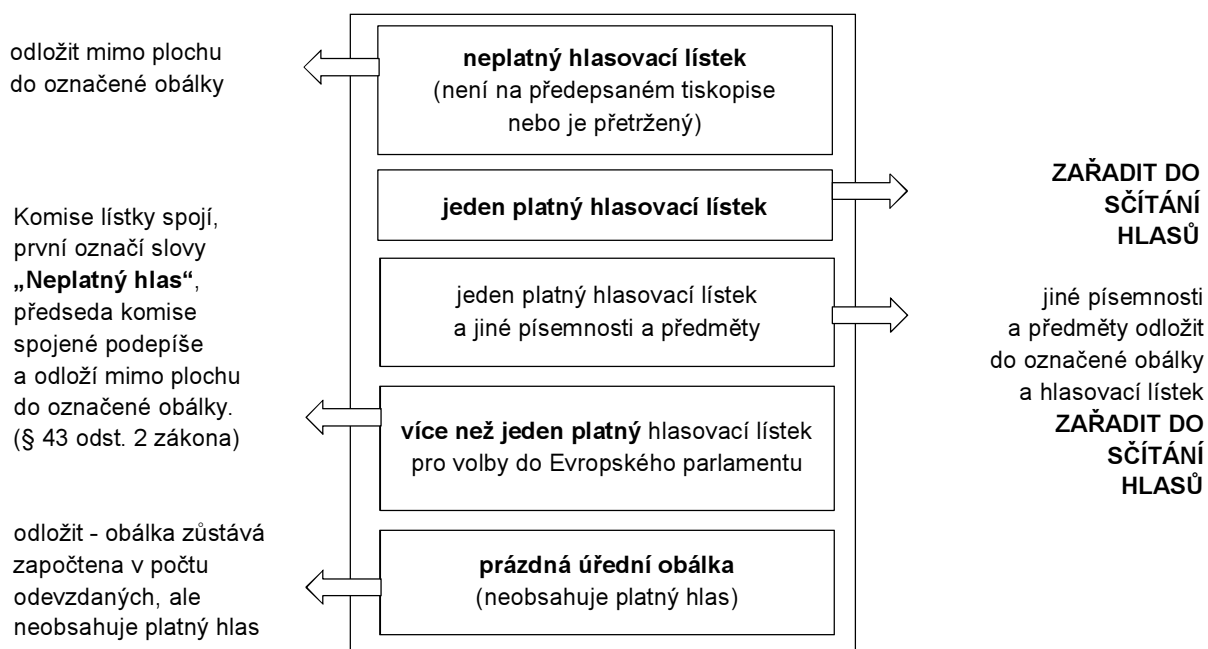 odložit mimo plochu
do označené obálky
neplatný hlasovací lístek
(není na předepsaném tiskopise
nebo je přetržený)
jeden platný hlasovací lístek
ZAŘADIT DO
SČÍTÁNÍ
HLASŮ
Komise lístky spojí,
první označí slovy
„Neplatný hlas“,
předseda komise
spojené podepíše
a odloží mimo plochu
do označené obálky.
(§ 43 odst. 2 zákona)
jeden platný hlasovací lístek
a jiné písemnosti a předměty
jiné písemnosti
a předměty odložit
do označené obálky
a hlasovací lístek
ZAŘADIT DO
SČÍTÁNÍ
HLASŮ
více než jeden platný hlasovací lístek
pro volby do Evropského parlamentu
odložit - obálka zůstává
započtena v počtu
odevzdaných, ale
neobsahuje platný hlas
prázdná úřední obálka
(neobsahuje platný hlas)